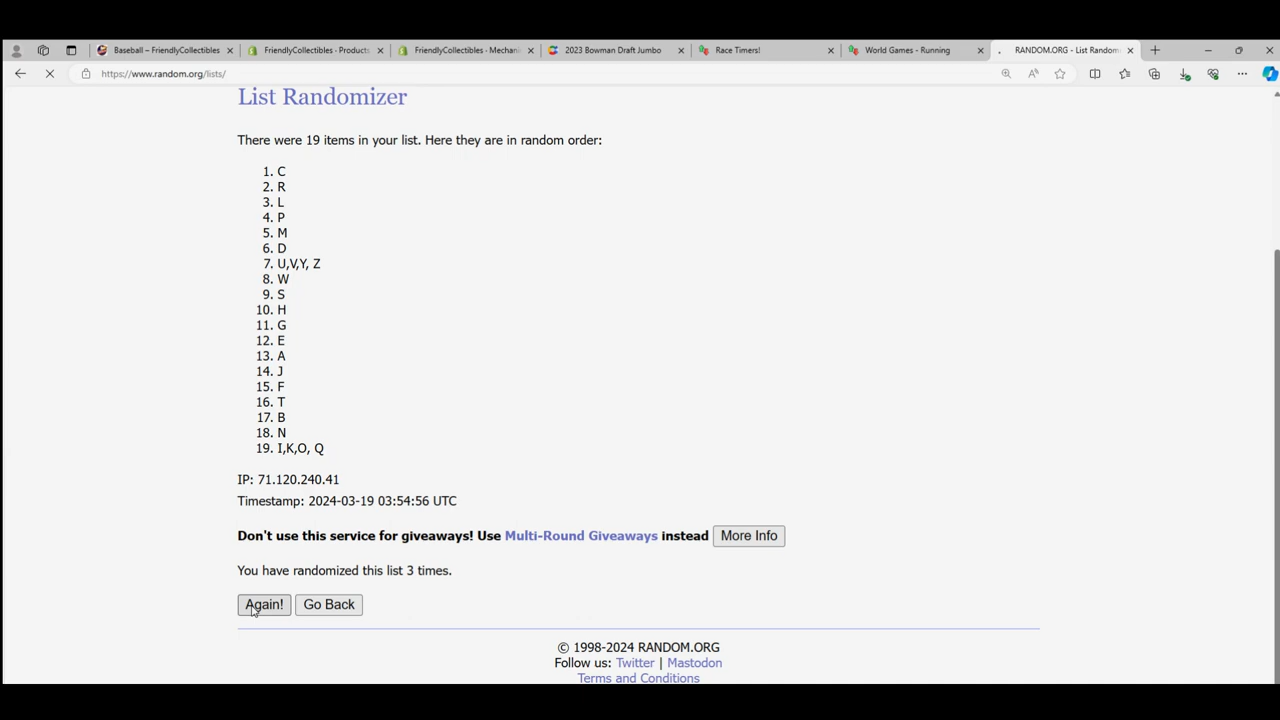 Baseball – FriendlyCollectibles
FriendlyCollectibles - Products
FriendlyCollectibles - Mechani
2023 Bowman Draft Jumbo
Race Timers!
World Games - Running
RANDOM.ORG - List Random
https://www.random.org/lists/
List Randomizer
There were 19 items in your list. Here they are in random order:
1. C
2. R
3. L
4. P
5. M
6. D
7. U,V,Y, Z
8. W
9. S
10. H
11. G
12. E
13. A
14. J
15. F
16. T
17. B
18. N
19. I,K,O, Q
IP: 71.120.240.41
Timestamp: 2024-03-19 03:54:56 UTC
Don't use this service for giveaways! Use Multi-Round Giveaways instead More Info
You have randomized this list 3 times.
Again! Go Back
© 1998-2024 RANDOM.ORG
Follow us: Twitter | Mastodon
Terms and Conditions